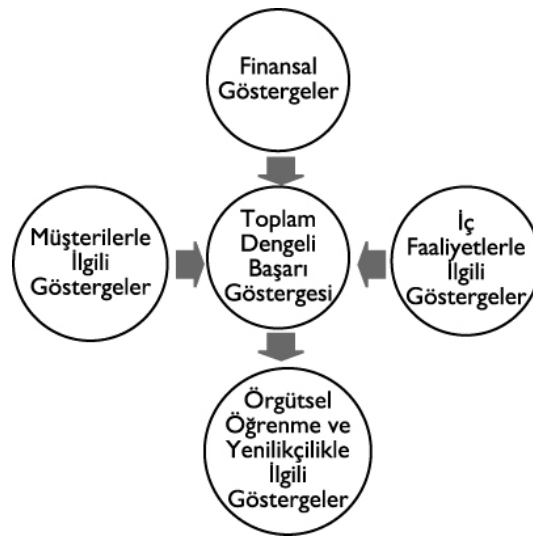 Finansal
Göstergeler
Müşterilerle
İlgili
Göstergeler
Toplam
Dengeli
Başarı
Göstergesi
İç
Faaliyetlerle
İlgili
Göstergeler
Örgütsel
Öğrenme ve
Yenilikçilikle
İlgili
Göstergeler